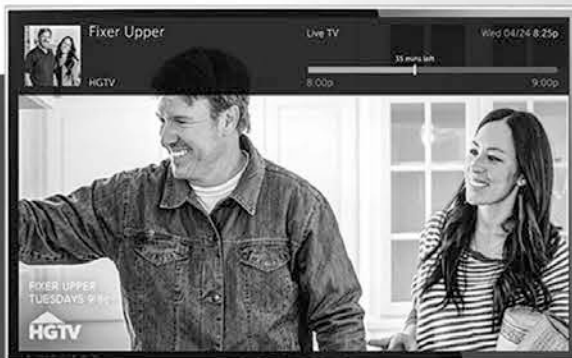 Fixer Upper
Live TV
Wed 04/24 8:25p
35 mins left
HGTV
8:00p
9:00p
FIXER UPPER
TUESDAYS
HGTV